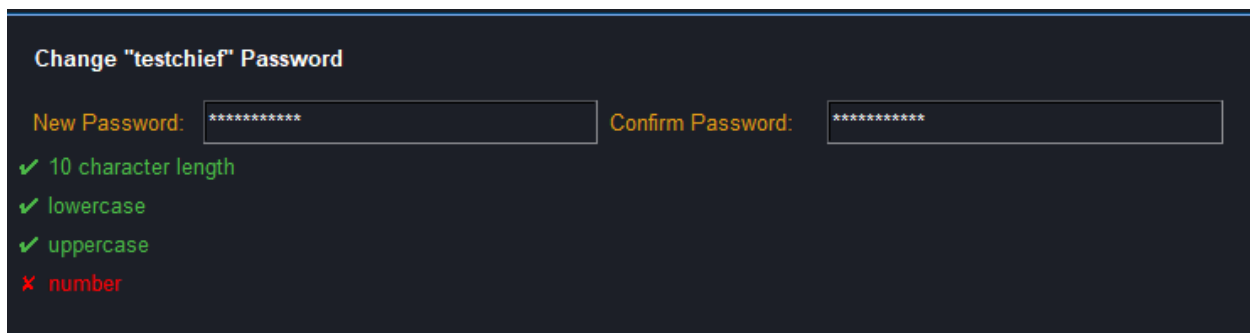 Change "testchief" Password
New Password: *********** Confirm Password: ***********
✔ 10 character length
✔ lowercase
✔ uppercase
✘ number